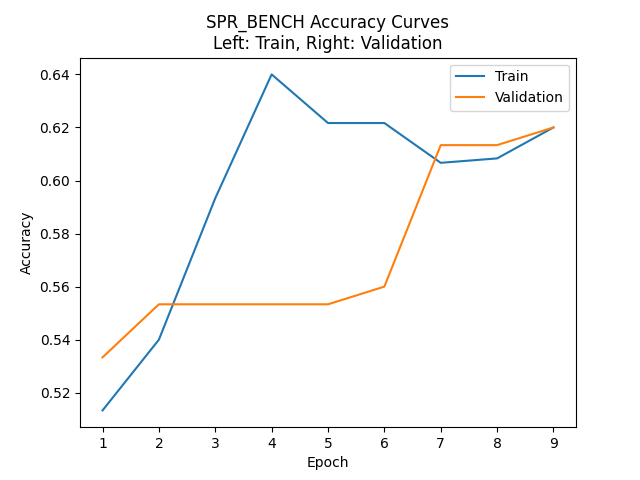 SPR_BENCH Accuracy Curves
Left: Train, Right: Validation
Train
Validation
Accuracy
0.64
0.62
0.60
0.58
0.56
0.54
0.52
1 2 3 4 5 6 7 8 9
Epoch